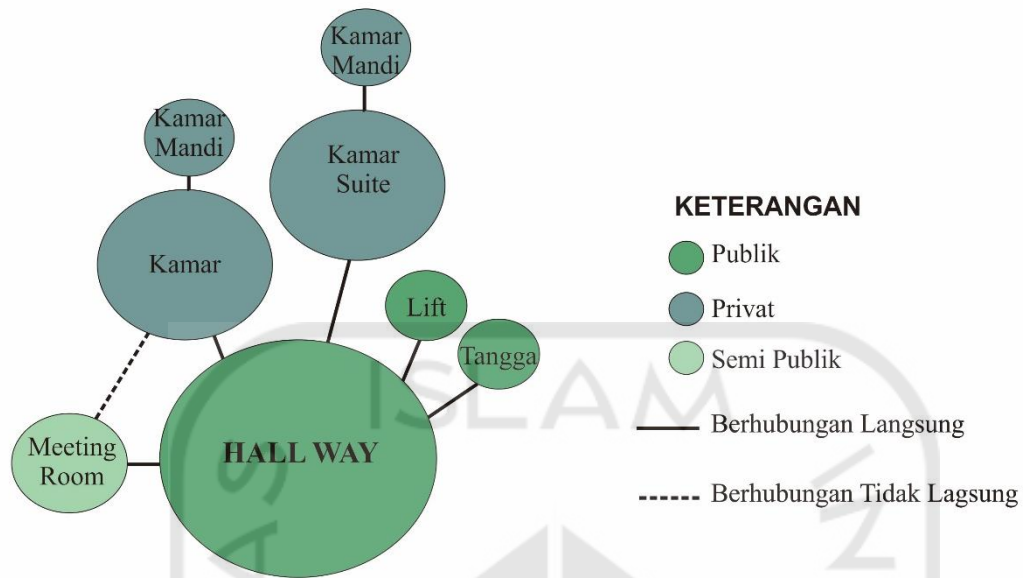 Kamar
Mandi
Kamar
Mandi
Kamar
Suite
Kamar
Lift
Tangga
Meeting
Room
HALL WAY
KETERANGAN
Publik
Privat
Semi Publik
Berhubungan Langsung
Berhubungan Tidak Lagsung
ISLAM